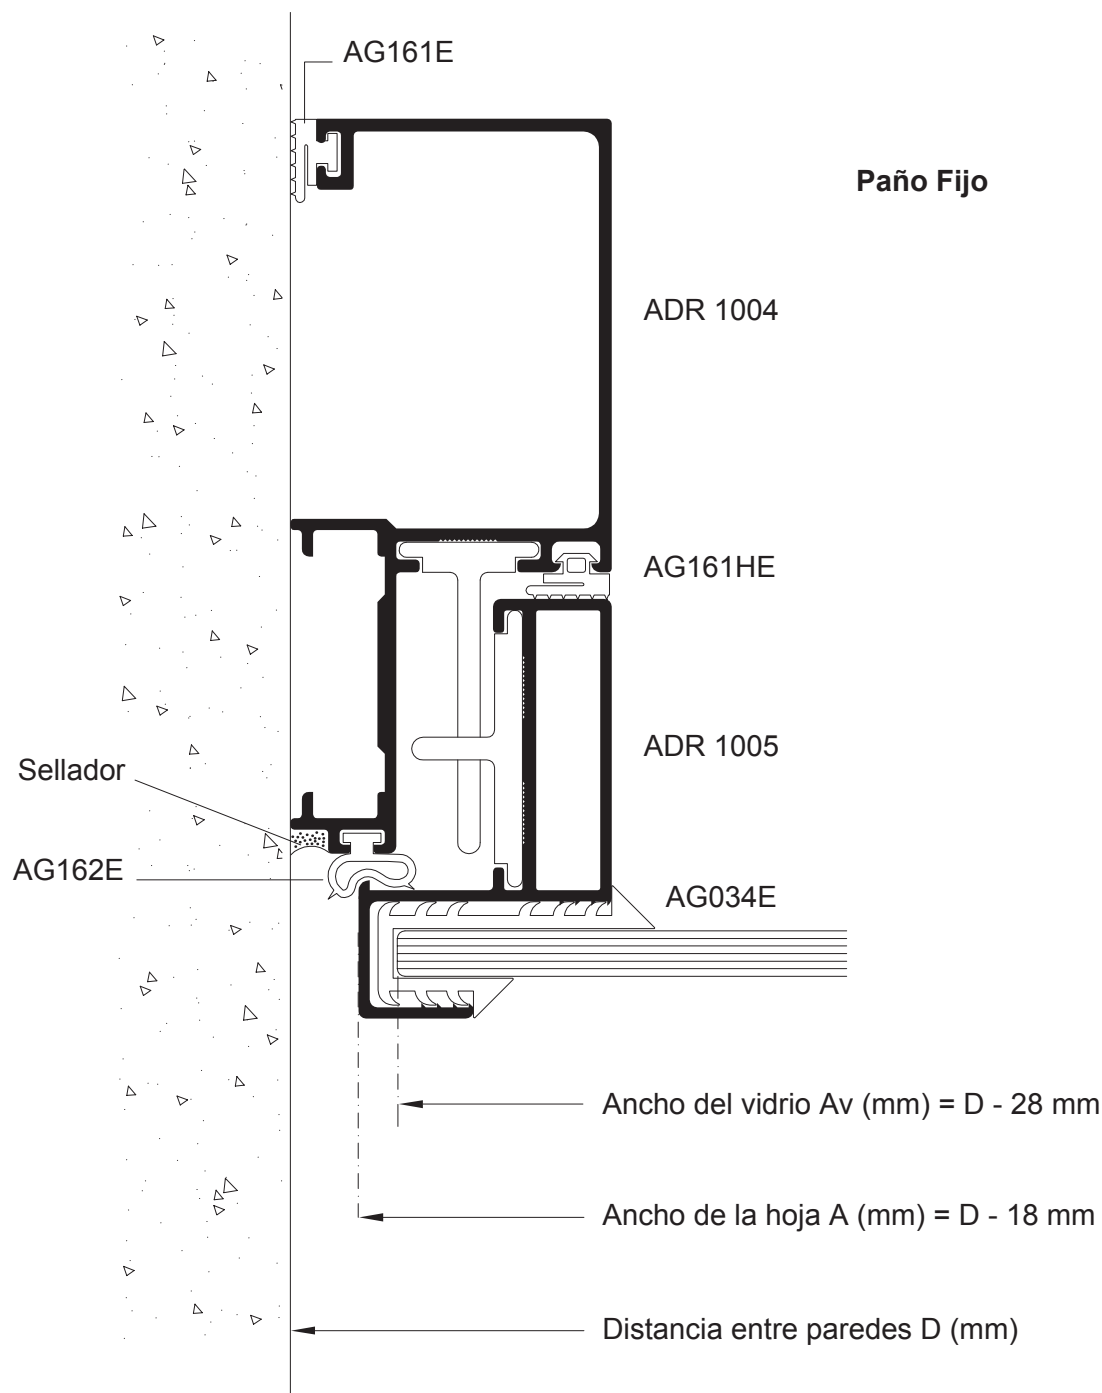 AG161E
Paño Fijo
ADR 1004
AG161HE
ADR 1005
Sellador
AG162E
AG034E
Ancho del vidrio Av (mm) = D - 28 mm
Ancho de la hoja A (mm) = D - 18 mm
Distancia entre paredes D (mm)